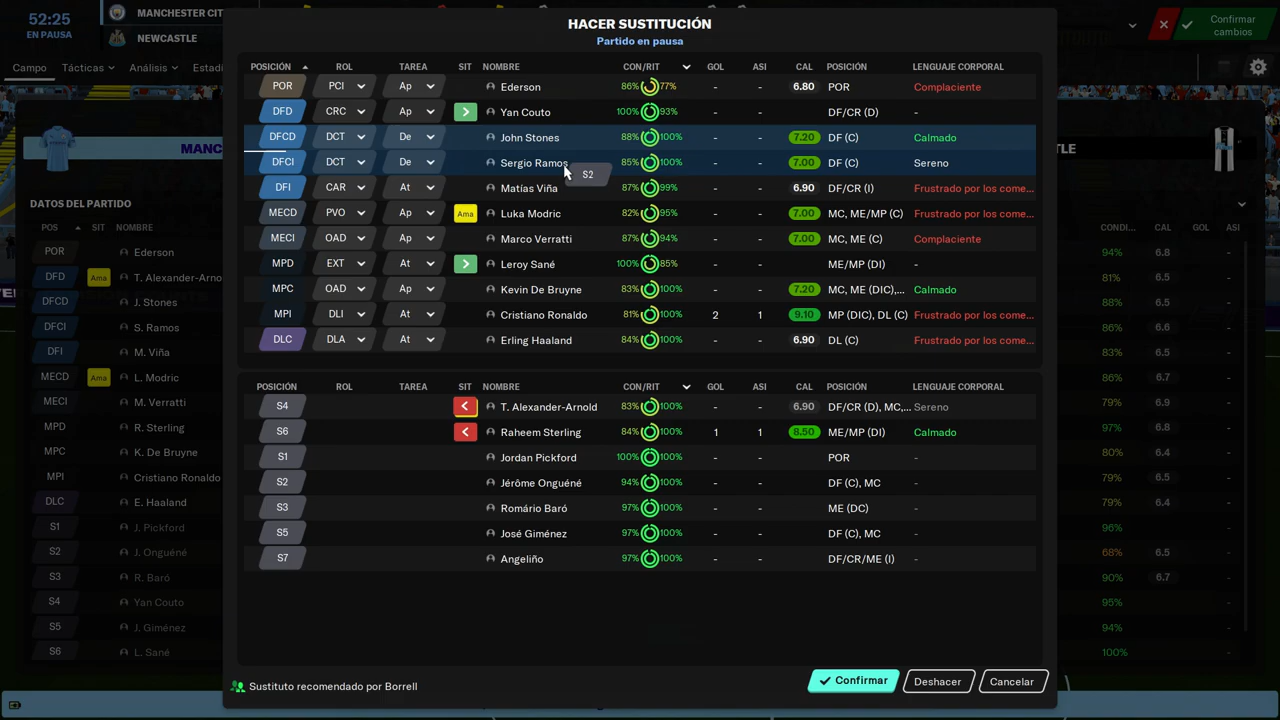 52:25
EN PAUSA
MANCHESTER CIT
NEWCASTLE
Campo Tácticas Análisis Estadí
HACER SUSTITUCIÓN
Partido en pausa
Confirmar
cambios
POSICIÓN ROL TAREA SIT NOMBRE CON/RIT GOL ASI CAL POSICIÓN LENGUAJE CORPORAL
POR PCI Ap Ederson 86% 77% - - 6.80 POR Complaciente
DFD CRC Ap Yan Couto 100% 93% - - DF/CR (D) -
DFCD DCT De John Stones 88% 100% - - 7.20 DF (C) Calmado
DFCI DCT De Sergio Ramos 85% 100% - - 7.00 DF (C) Sereno
S2
DFI CAR At Matías Viña 87% 99% - - 6.90 DF/CR (I) Frustrado por los come...
MECD PVO Ap Ama Luka Modric 82% 95% - - 7.00 MC, ME/MP (C) Frustrado por los come...
MECI OAD Ap Marco Verratti 87% 94% - - 7.00 MC, ME (C) Complaciente
MPD EXT At Leroy Sané 100% 85% - - ME/MP (DI) -
MPC OAD At Kevin De Bruyne 83% 100% - - 7.20 MC, ME (DIC),... Calmado
MPI DLI At Cristiano Ronaldo 81% 100% 2 1 9.10 MP (DIC), DL (C) Frustrado por los come...
DLC DLA At Erling Haaland 84% 100% - - 6.90 DL (C) Frustrado por los come...
POSICIÓN ROL TAREA SIT NOMBRE CON/RIT GOL ASI CAL POSICIÓN LENGUAJE CORPORAL
S4 T. Alexander-Arnold 83% 100% - - 6.90 DF/CR (D), MC,... Sereno
S6 Raheem Sterling 84% 100% 1 1 8.50 ME/MP (DI) Calmado
S1 Jordan Pickford 100% 100% - - POR -
S2 Jérôme Onguéné 94% 100% - - DF (C), MC -
S3 Romário Baró 97% 100% - - ME (DC) -
S5 José Giménez 97% 100% - - DF (C), MC -
S7 Angeliño 97% 100% - - DF/CR/ME (I) -
Sustituto recomendado por Borrell
Confirmar Deshacer Cancelar
MANC
DATOS DEL PARTIDO
POS SIT NOMBRE
POR Ederson
DFD Ama T. Alexander-Arno
DFCD J. Stones
DFCI S. Ramos
DFI M. Viña
MECD Ama L. Modric
MECI M. Verratti
MPD R. Sterling
MPC K. De Bruyne
MPI Cristiano Ronaldo
DLC E. Haaland
S1 J. Pickford
S2 J. Onguéné
S3 R. Baró
S4 Yan Couto
S5 J. Giménez
S6 L. Sané
TLE
CONDI... CAL GOL ASI
94% 6.8 -
81% 6.5 -
88% 6.5 -
86% 6.6 -
83% 6.5 -
86% 6.7 -
79% 6.9 -
97% 6.8 -
80% 6.4 -
79% 6.5 -
79% 6.4 -
96%
68% 6.5 -
90% 6.7 -
95%
94%
100%